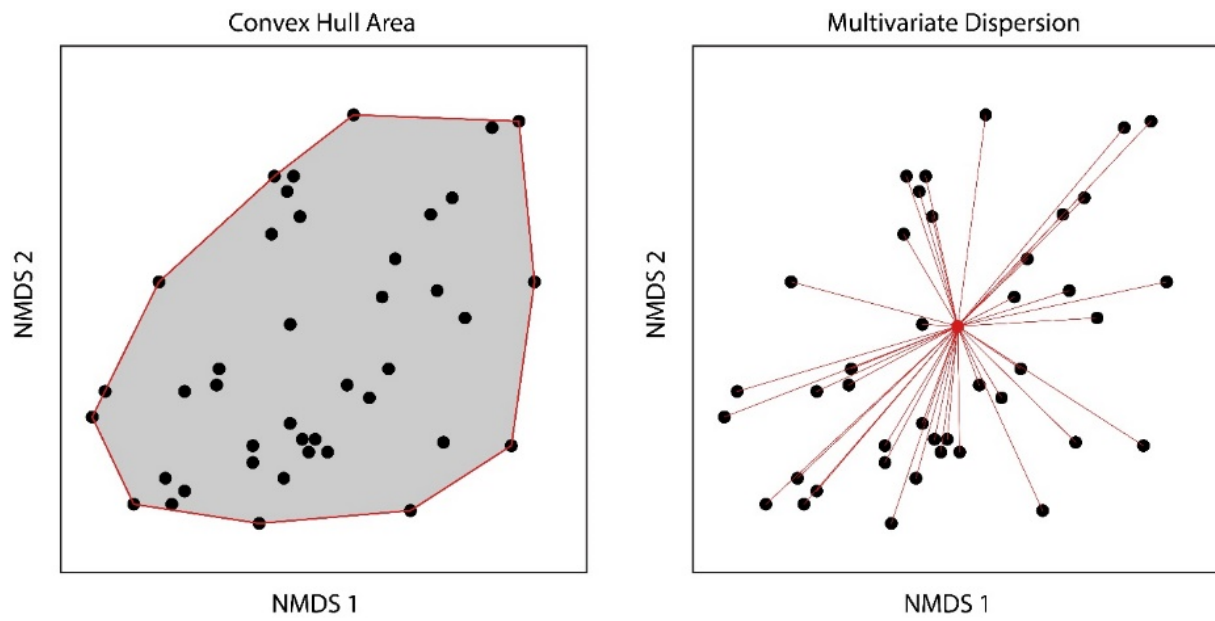 Convex Hull Area
NMDS 2
NMDS 1
Multivariate Dispersion
NMDS 2
NMDS 1